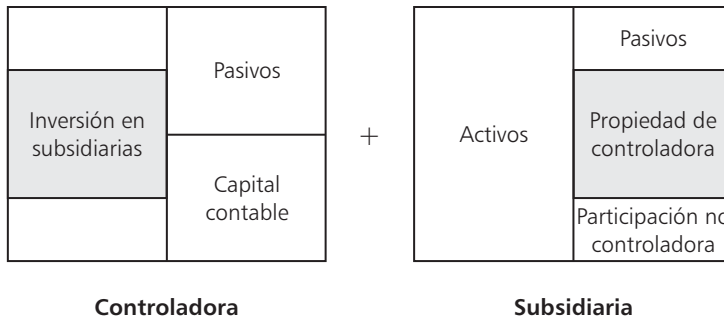 Pasivos
Inversión en
subsidiarias
Capital
contable
+
Activos
Pasivos
Propiedad de
controladora
Participación no
controladora
Controladora
Subsidiaria